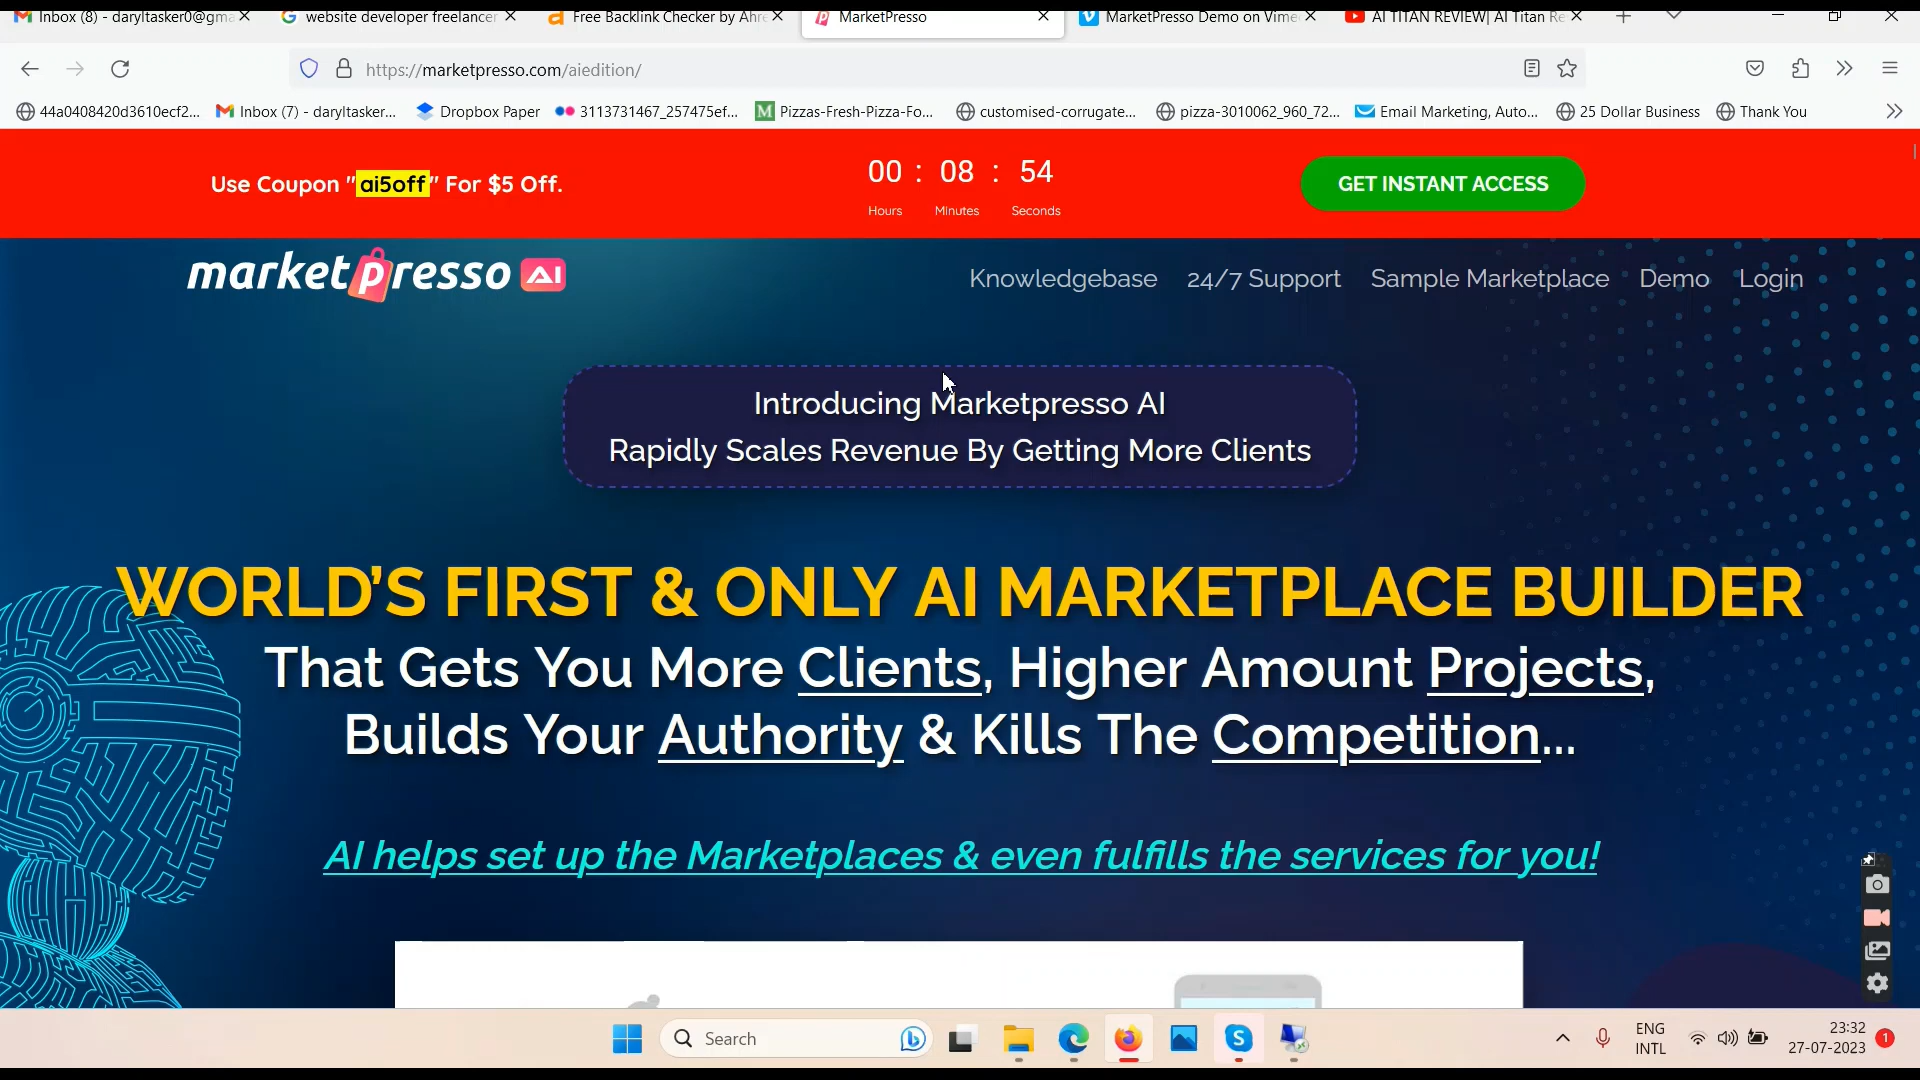 Inbox (8) - daryltasker0@gma
website developer freelancer
Free Backlink Checker by Ahre
MarketPresso
MarketPresso Demo on Vime
AI TITAN REVIEW| AI Titan Re
https://marketpresso.com/aiedition/
44a0408420d3610ecf2...
Inbox (7) - daryltasker...
Dropbox Paper
3113731467_257475ef...
Pizzas-Fresh-Pizza-Fo...
customised-corrugate...
pizza-3010062_960_72...
Email Marketing, Auto...
25 Dollar Business
Thank You
Use Coupon "ai5off" For $5 Off.
00 : 08 : 54
Hours Minutes Seconds
GET INSTANT ACCESS
marketpresso AI
Knowledgebase 24/7 Support Sample Marketplace Demo Login
Introducing Marketpresso AI
Rapidly Scales Revenue By Getting More Clients
WORLD’S FIRST & ONLY AI MARKETPLACE BUILDER
That Gets You More Clients, Higher Amount Projects,
Builds Your Authority & Kills The Competition...
AI helps set up the Marketplaces & even fulfills the services for you!
Search
ENG
INTL
23:32
27-07-2023
1